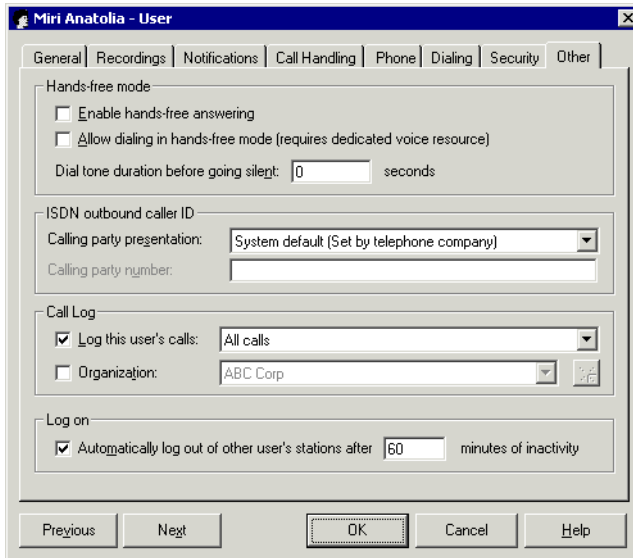 Miri Anatolia - User
General Recordings Notifications Call Handling Phone Dialing Security Other
Hands-free mode
Enable hands-free answering
Allow dialing in hands-free mode (requires dedicated voice resource)
Dial tone duration before going silent: 0 seconds
ISDN outbound caller ID
Calling party presentation: System default (Set by telephone company)
Calling party number:
Call Log
Log this user's calls: All calls
Organization: ABC Corp
Log on
Automatically log out of other user's stations after 60 minutes of inactivity
Previous Next OK Cancel Help